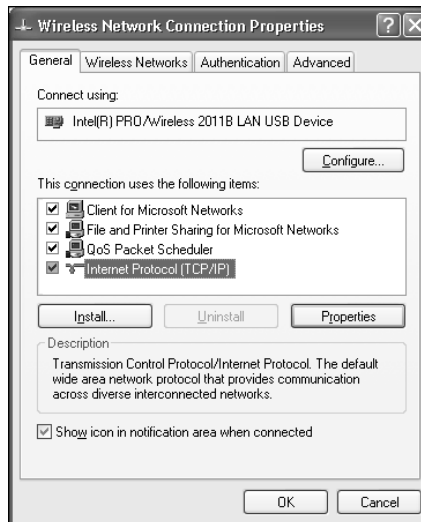 Wireless Network Connection Properties
General Wireless Networks Authentication Advanced
Connect using:
Intel(R) PRO/Wireless 2011B LAN USB Device
Configure...
This connection uses the following items:
Client for Microsoft Networks
File and Printer Sharing for Microsoft Networks
QoS Packet Scheduler
Internet Protocol (TCP/IP)
Install... Uninstall Properties
Description
Transmission Control Protocol/Internet Protocol. The default
wide area network protocol that provides communication
across diverse interconnected networks.
Show icon in notification area when connected
OK Cancel